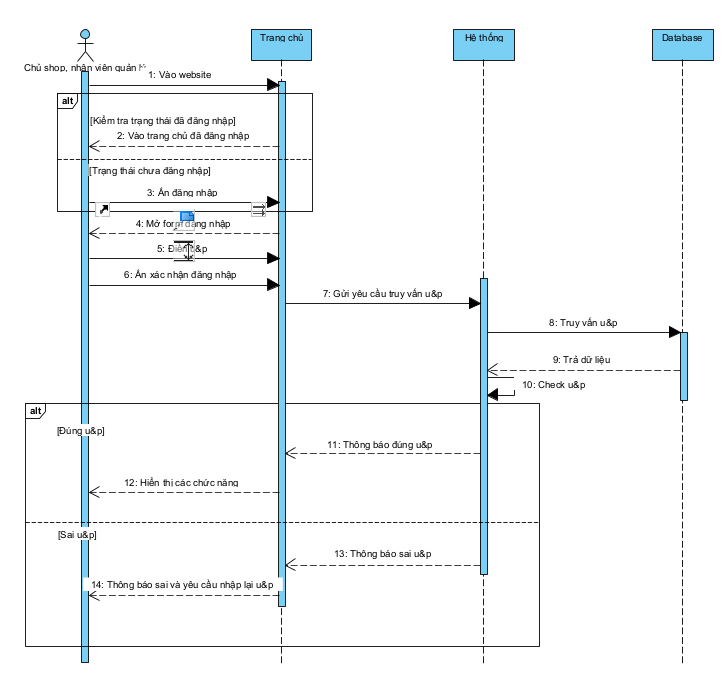 Trang chủ
Hệ thống
Database
Chủ shop, nhân viên quản
1: Vào website
alt
[Kiểm tra trạng thái đã đăng nhập]
2: Vào trang chủ đã đăng nhập
[Trạng thái chưa đăng nhập]
3: Ấn đăng nhập
4: Mở form đăng nhập
5: Điền u&p
6: Ấn xác nhận đăng nhập
7: Gửi yêu cầu truy vấn u&p
8: Truy vấn u&p
9: Trả dữ liệu
10: Check u&p
alt
[Đúng u&p]
11: Thông báo đúng u&p
12: Hiển thị các chức năng
[Sai u&p]
13: Thông báo sai u&p
14: Thông báo sai và yêu cầu nhập lại u&p